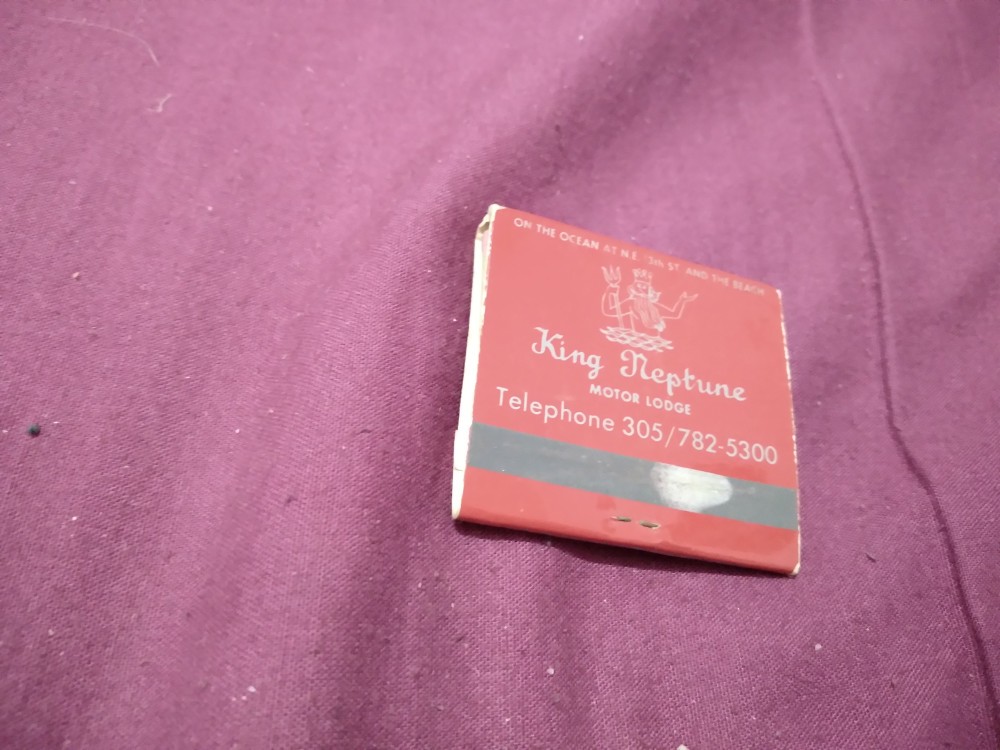 ON THE OCEAN AT N.E. ST. AND THE BEACH
King Neptune
MOTOR LODGE
Telephone 305/782-5300